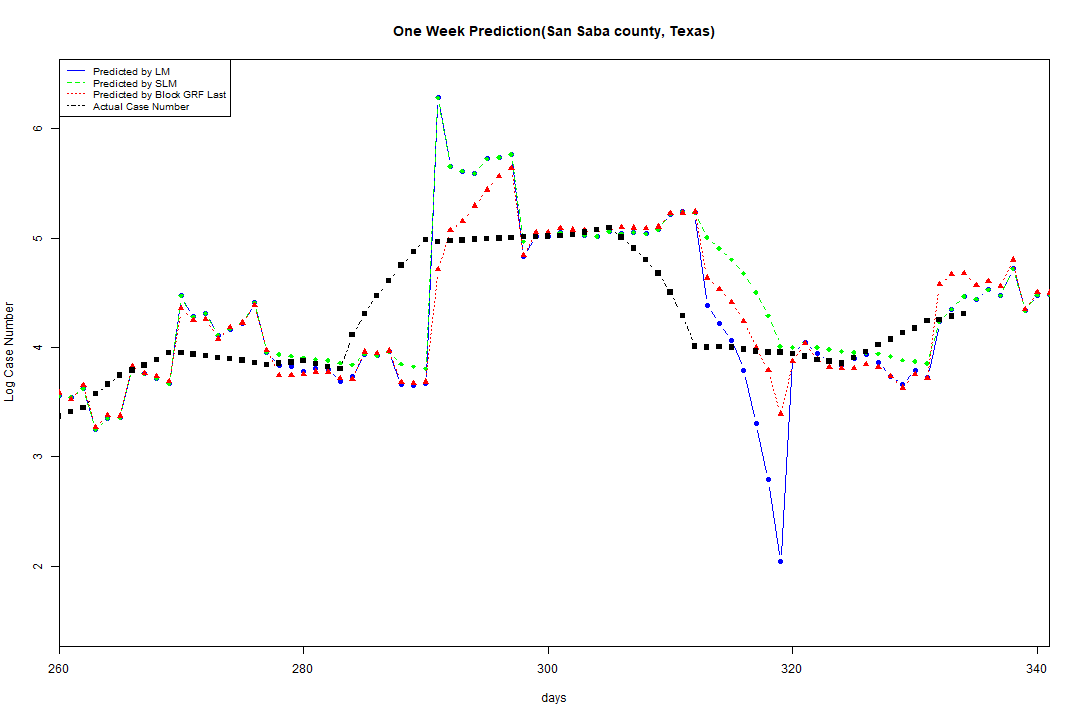 One Week Prediction(San Saba county, Texas)
Predicted by LM
Predicted by SLM
Predicted by Block GRF Last
Actual Case Number
6
5
4
3
2
Log Case Number
260 280 300 320 340
days